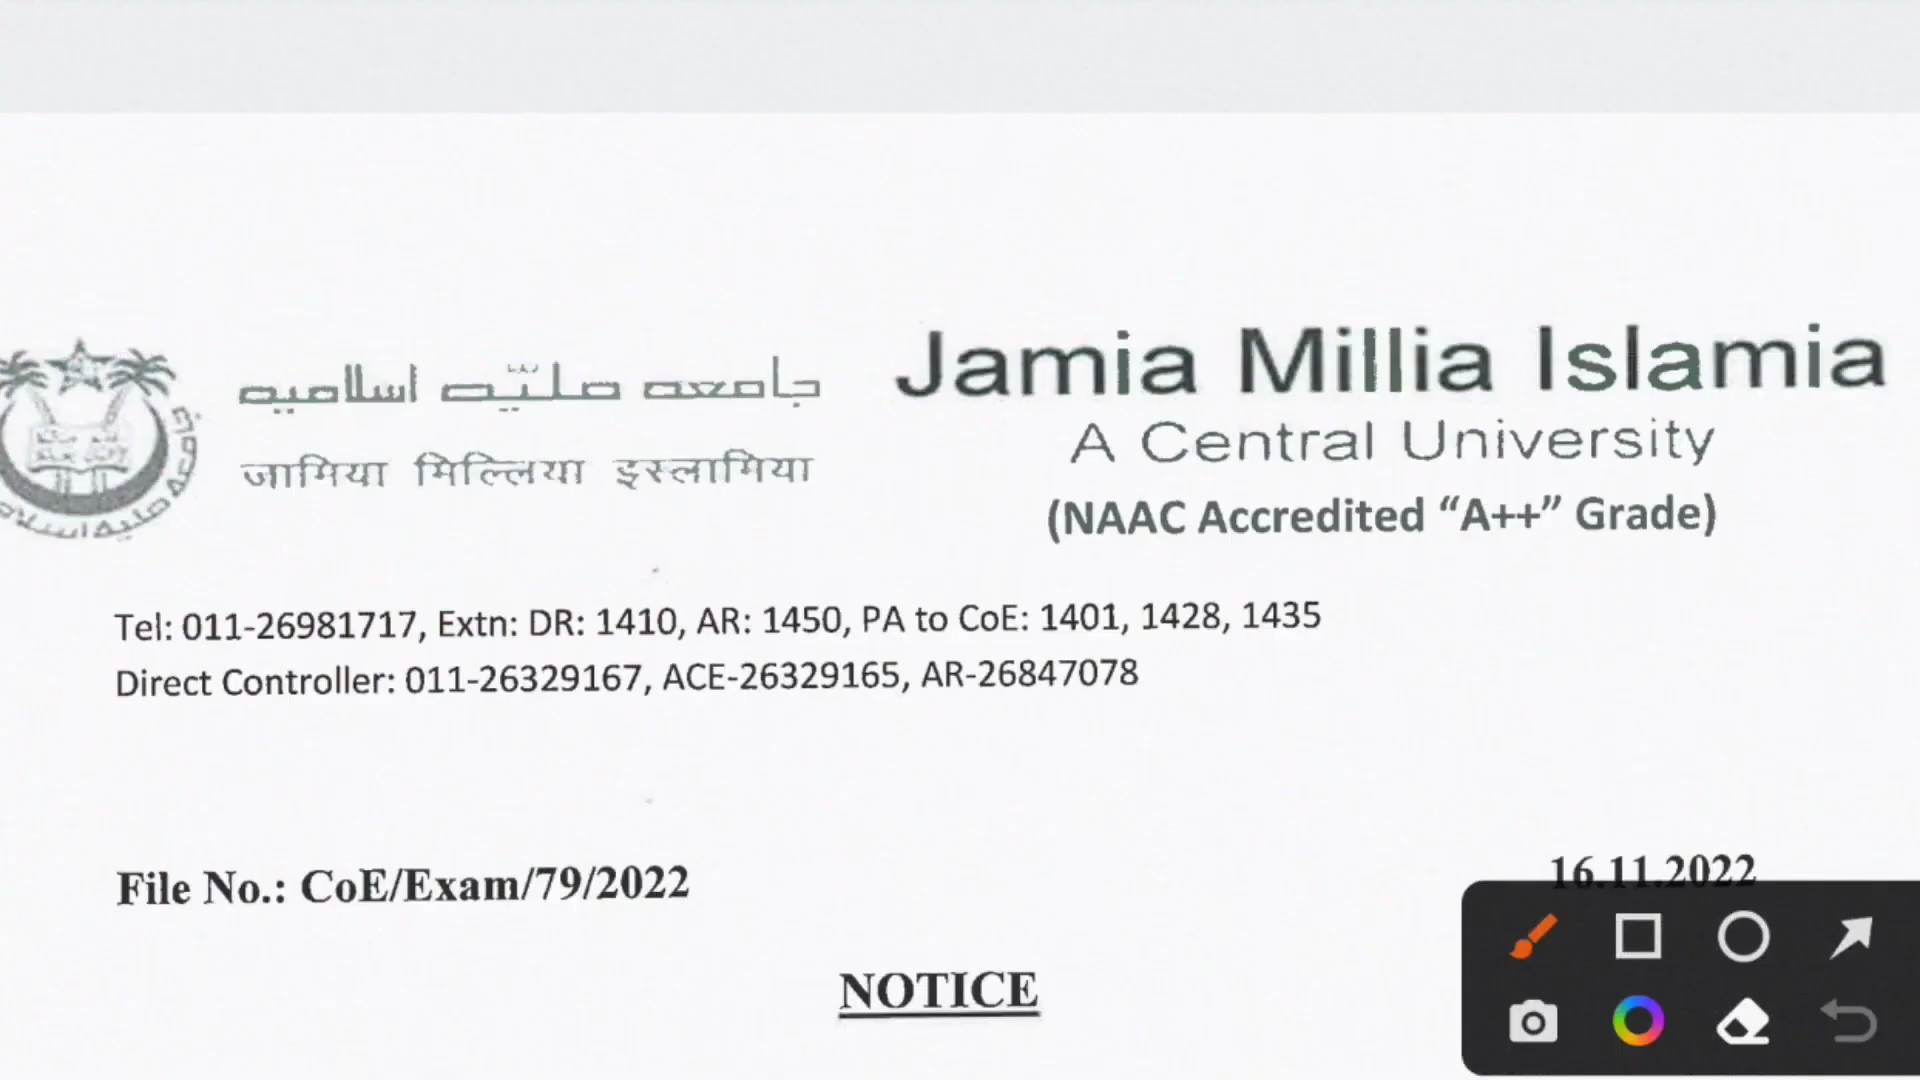 جامعہ ملیّہ اسلامیہ
जामिया मिल्लिया इस्लामिया
Jamia Millia Islamia
A Central University
(NAAC Accredited “A++” Grade)
Tel: 011-26981717, Extn: DR: 1410, AR: 1450, PA to CoE: 1401, 1428, 1435
Direct Controller: 011-26329167, ACE-26329165, AR-26847078
File No.: CoE/Exam/79/2022
16.11.2022
NOTICE